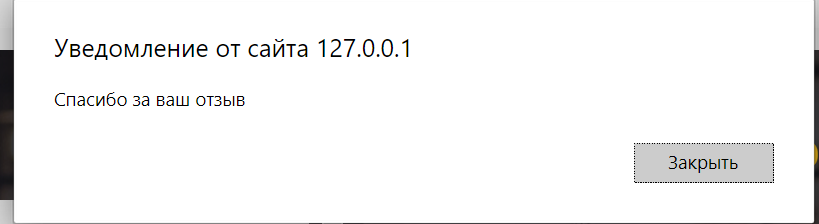 Уведомление от сайта 127.0.0.1
Спасибо за ваш отзыв
Закрыть